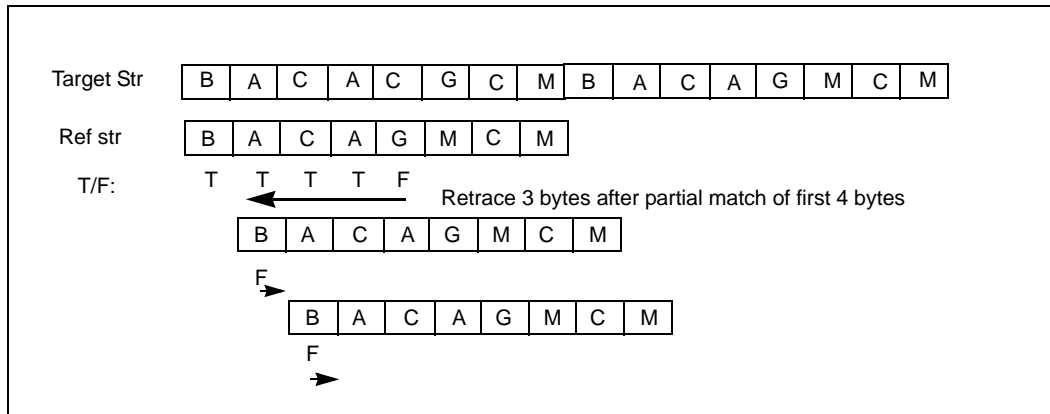 Target Str B A C A C G C M B A C A G M C M
Ref str B A C A G M C M
T/F: T T T T F
Retrace 3 bytes after partial match of first 4 bytes
B A C A G M C M
F
B A C A G M C M
F